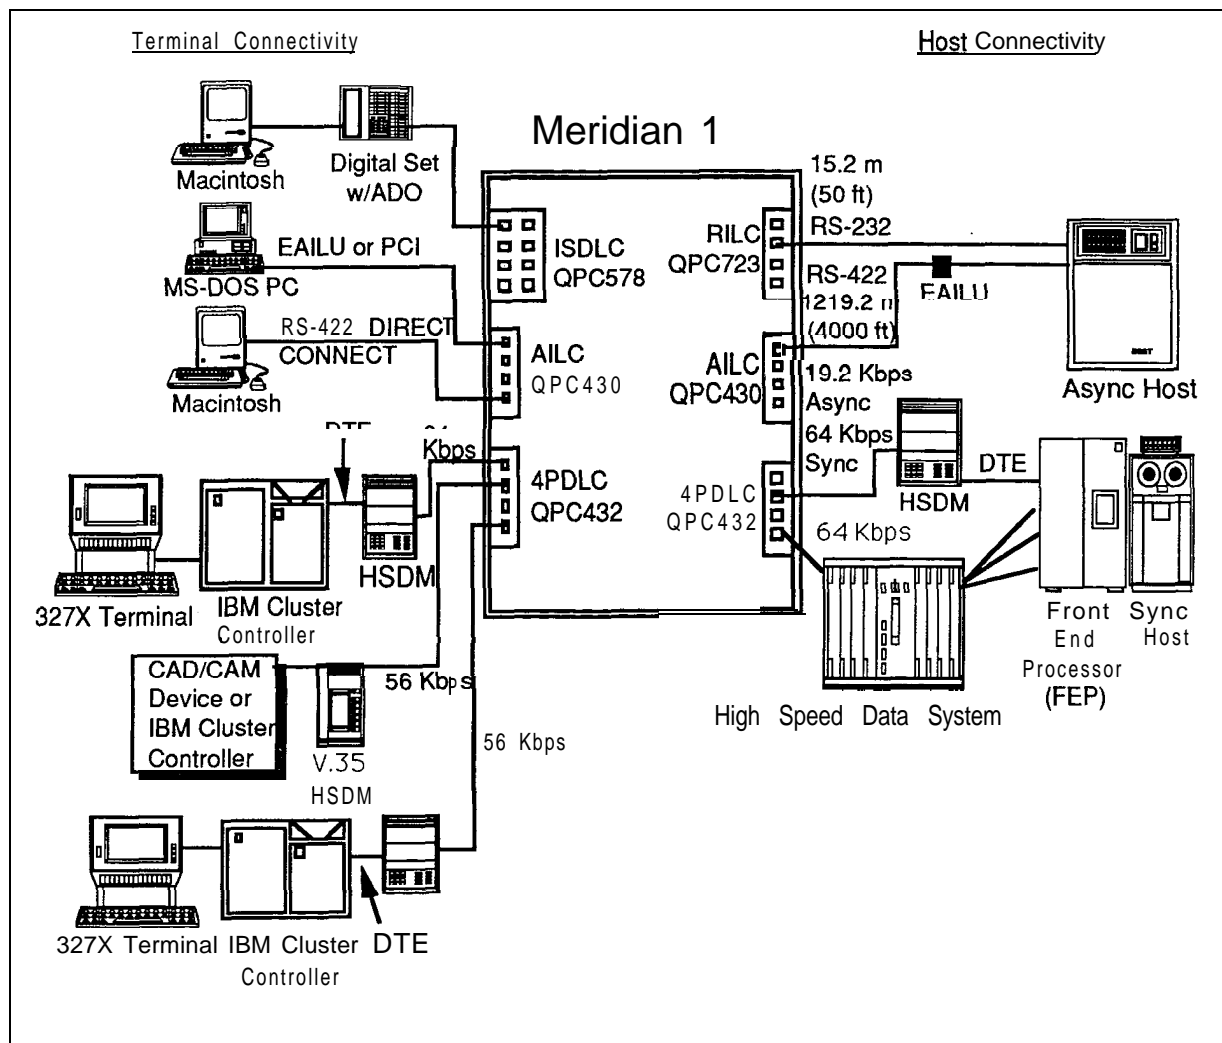 Terminal Connectivity
Host Connectivity
Meridian 1
Macintosh
Digital Set
w/ADO
MS-DOS PC
EAILU or PCI
Macintosh
RS-422 DIRECT
CONNECT
ISDLC
QPC578
AILC
QPC430
4PDLC
QPC432
RILC
QPC723
AILC
QPC430
4PDLC
QPC432
15.2 m
(50 ft)
RS-232
RS-422
1219.2
(4000 ft)
EAILU
19.2 Kbps
Async
64 Kbps
Sync
Async Host
HSDM
DTE
64 Kbps
High Speed Data System
Front
End
Processor
(FEP)
Sync
Host
DTE
Kbps
327X Terminal
IBM Cluster
Controller
HSDM
CAD/CAM
Device or
IBM Cluster
Controller
V.35
HSDM
56 Kbps
56 Kbps
327X Terminal IBM Cluster DTE
Controller